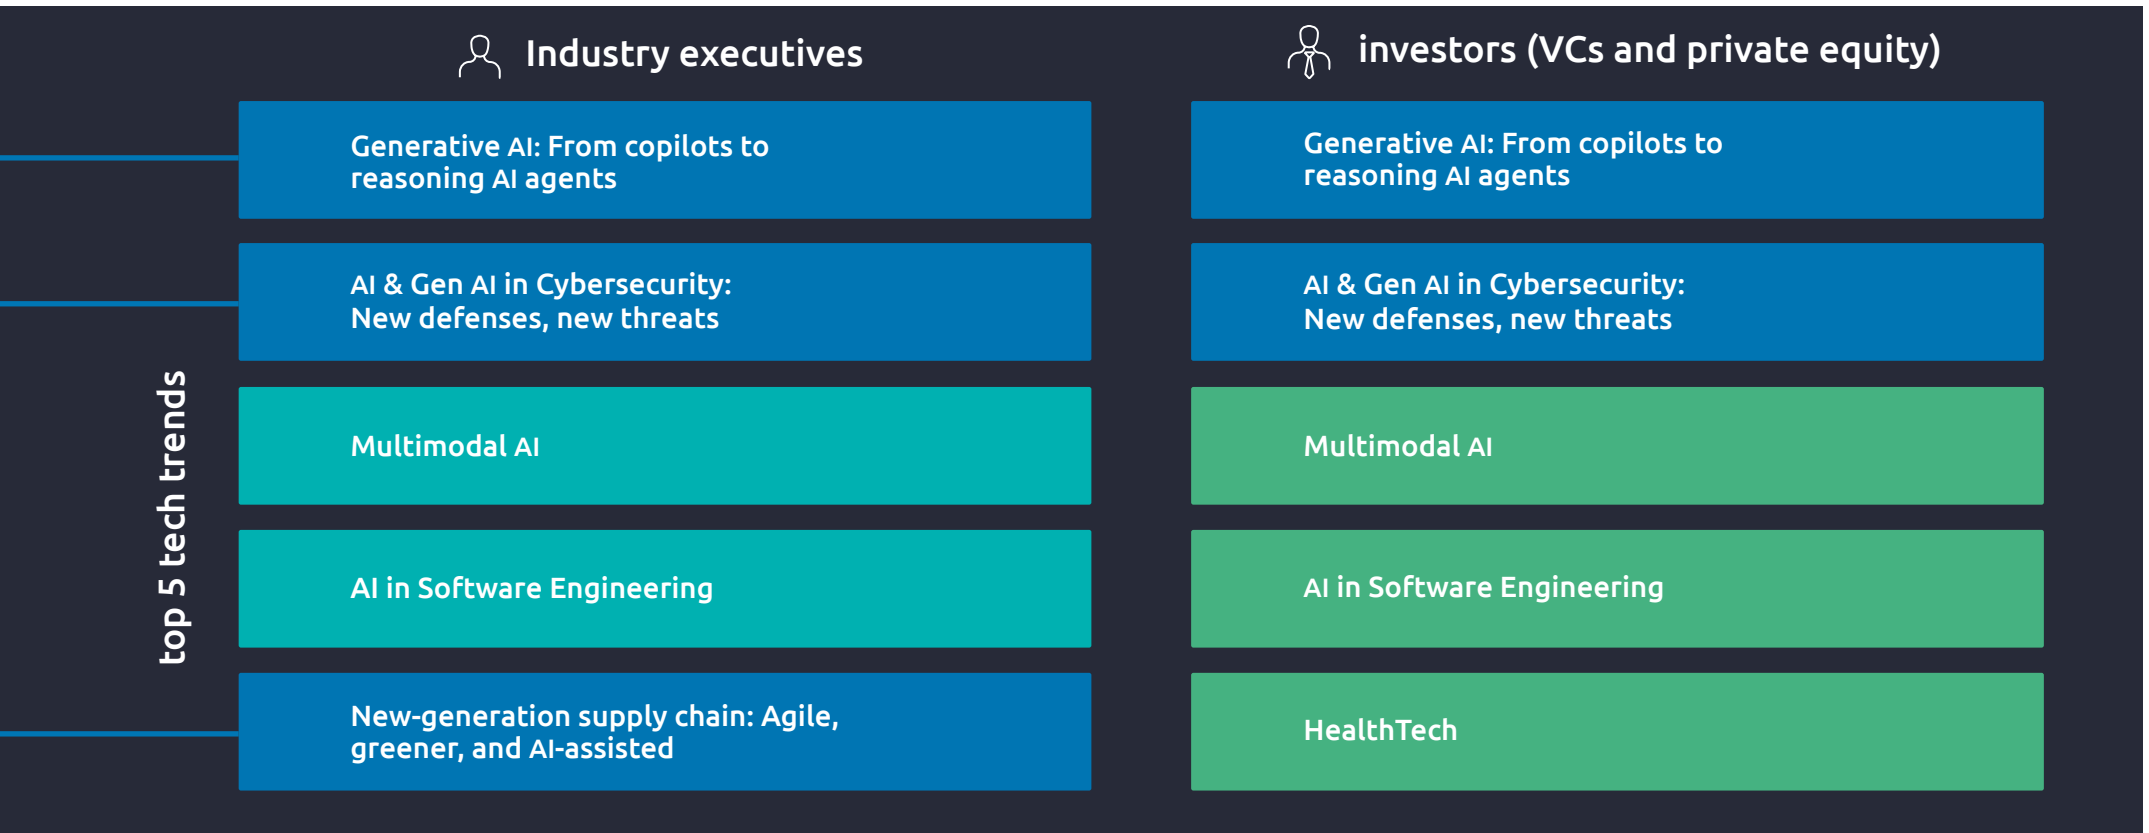 Industry executives
investors (VCs and private equity)
top 5 tech trends
Generative AI: From copilots to
reasoning AI agents
AI & Gen AI in Cybersecurity:
New defenses, new threats
Multimodal AI
AI in Software Engineering
New-generation supply chain: Agile,
greener, and AI-assisted
Generative AI: From copilots to
reasoning AI agents
AI & Gen AI in Cybersecurity:
New defenses, new threats
Multimodal AI
AI in Software Engineering
HealthTech